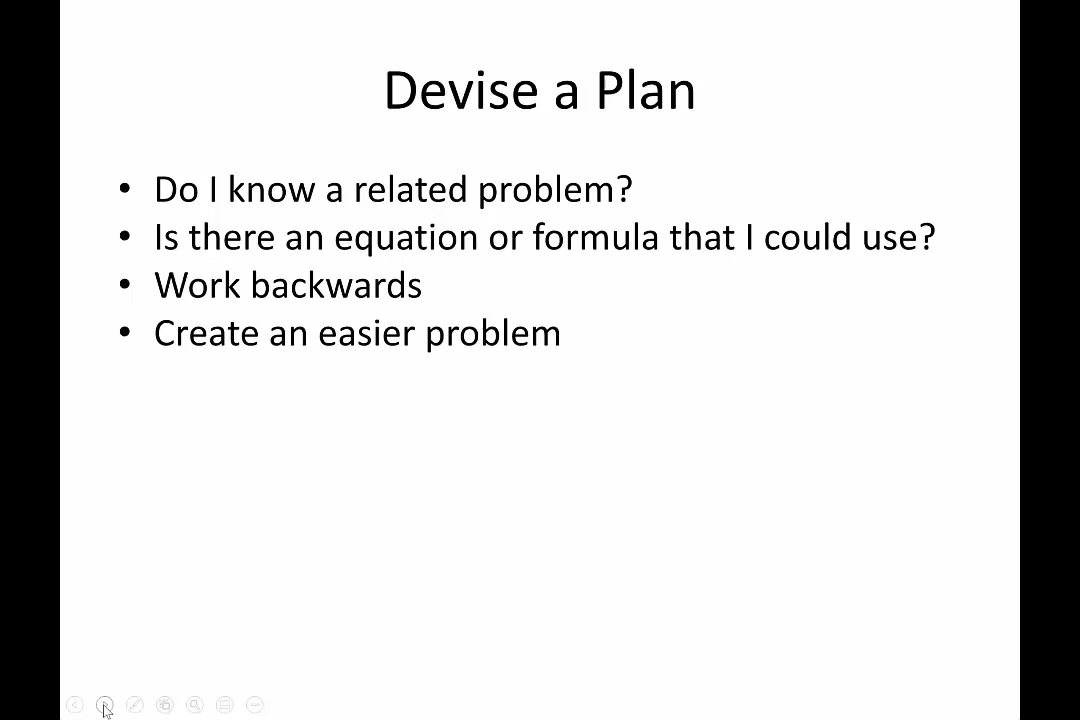 Devise a Plan
• Do I know a related problem?
• Is there an equation or formula that I could use?
• Work backwards
• Create an easier problem